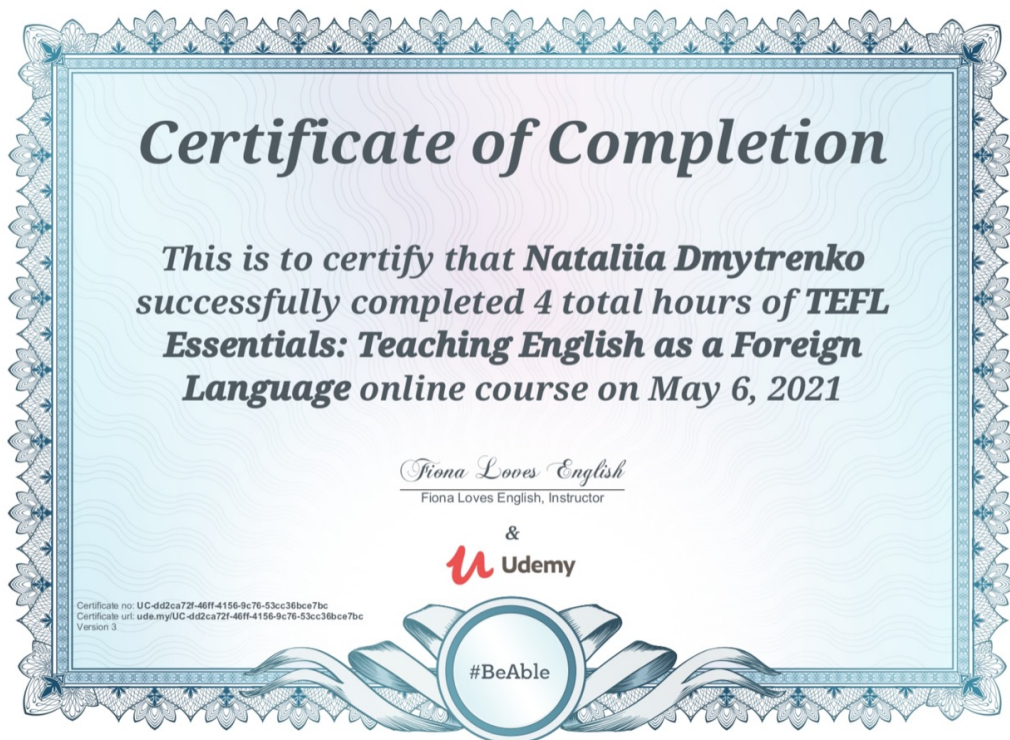 Certificate of Completion
This is to certify that Nataliia Dmytrenko
successfully completed 4 total hours of TEFL
Essentials: Teaching English as a Foreign
Language online course on May 6, 2021
Fiona Loves English
Fiona Loves English, Instructor
&
Udemy
Certificate no: UC-dd2ca72f-46ff-4156-9c76-53cc36bce7bc
Certificate url: ude.my/UC-dd2ca72f-46ff-4156-9c76-53cc36bce7bc
Version 3
#BeAble